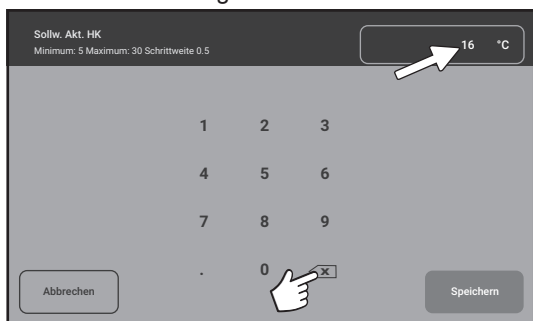 Sollw. Akt. HK
Minimum: 5 Maximum: 30 Schrittweite 0.5
16 °C
1 2 3
4 5 6
7 8 9
. 0
Abbrechen
Speichern